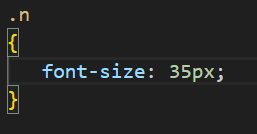 .n
{
font-size: 35px;
}